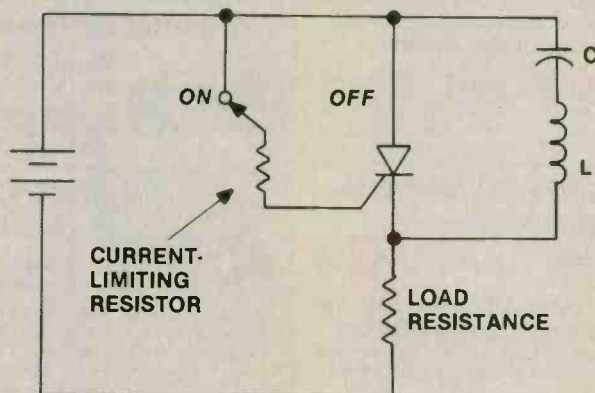 C
ON
OFF
L
CURRENT-
LIMITING
RESISTOR
LOAD
RESISTANCE